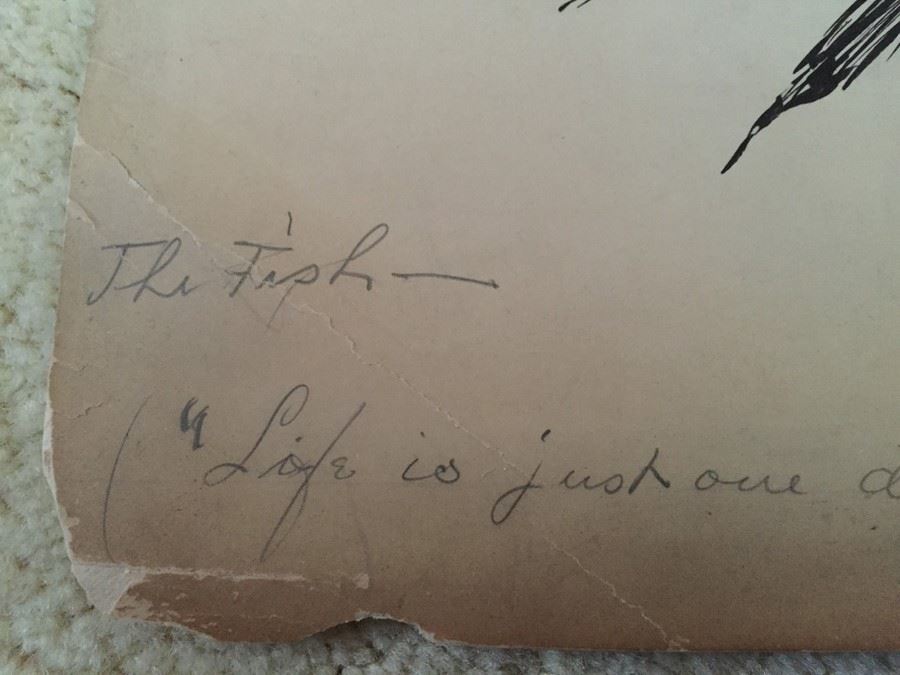 The Fish—
("Life is just one d